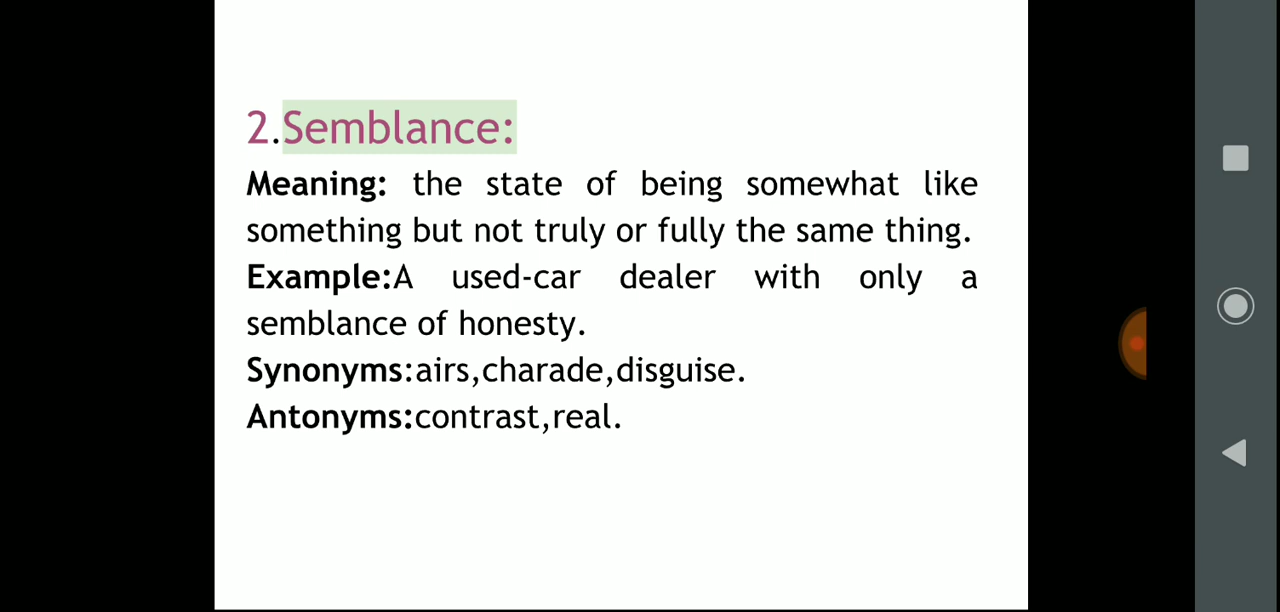 2.Semblance:
Meaning: the state of being somewhat like
something but not truly or fully the same thing.
Example:A used-car dealer with only a
semblance of honesty.
Synonyms:airs,charade,disguise.
Antonyms:contrast,real.